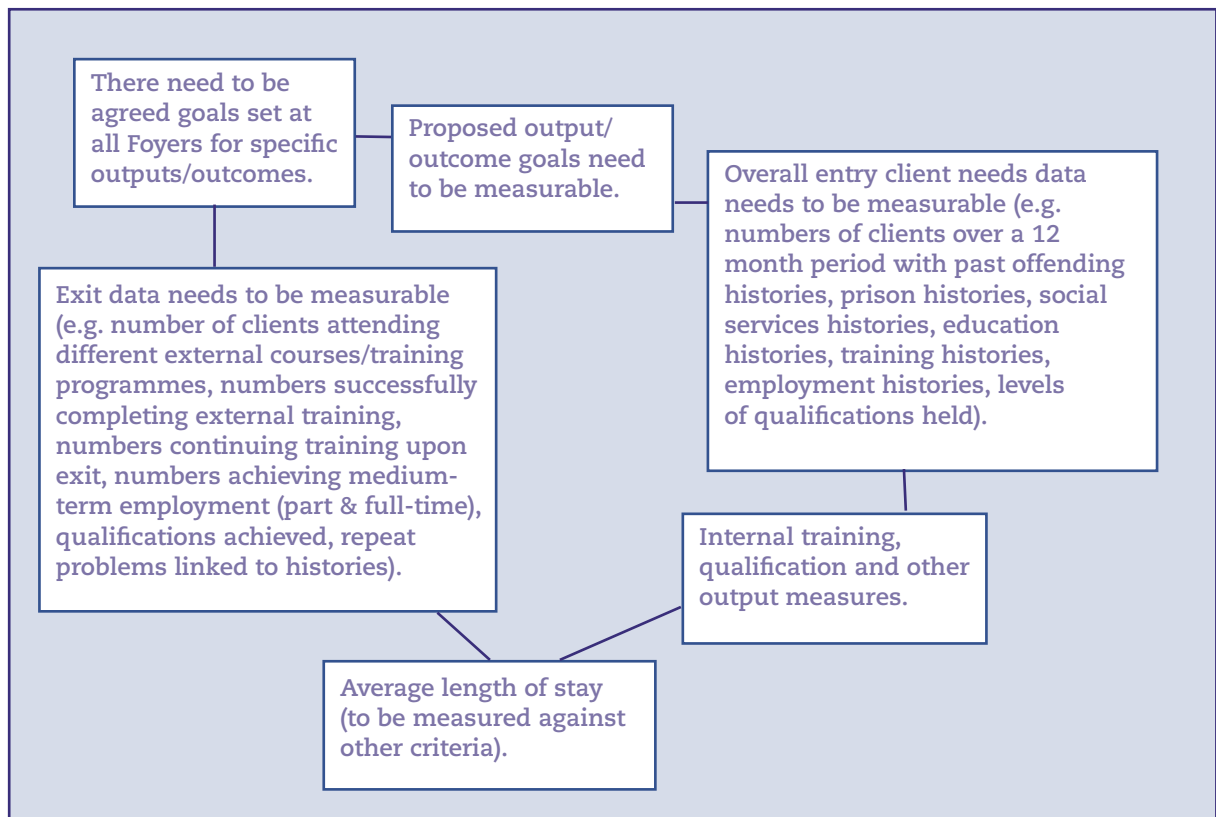 There need to be
agreed goals set at
all Foyers for specific
outputs/outcomes.
Proposed output/
outcome goals need
to be measurable.
Overall entry client needs data
needs to be measurable (e.g.
numbers of clients over a 12
month period with past offending
histories, prison histories, social
services histories, education
histories, training histories,
employment histories, levels
of qualifications held).
Exit data needs to be measurable
(e.g. number of clients attending
different external courses/training
programmes, numbers successfully
completing external training,
numbers continuing training upon
exit, numbers achieving medium-
term employment (part & full-time),
qualifications achieved, repeat
problems linked to histories).
Internal training,
qualification and other
output measures.
Average length of stay
(to be measured against
other criteria).